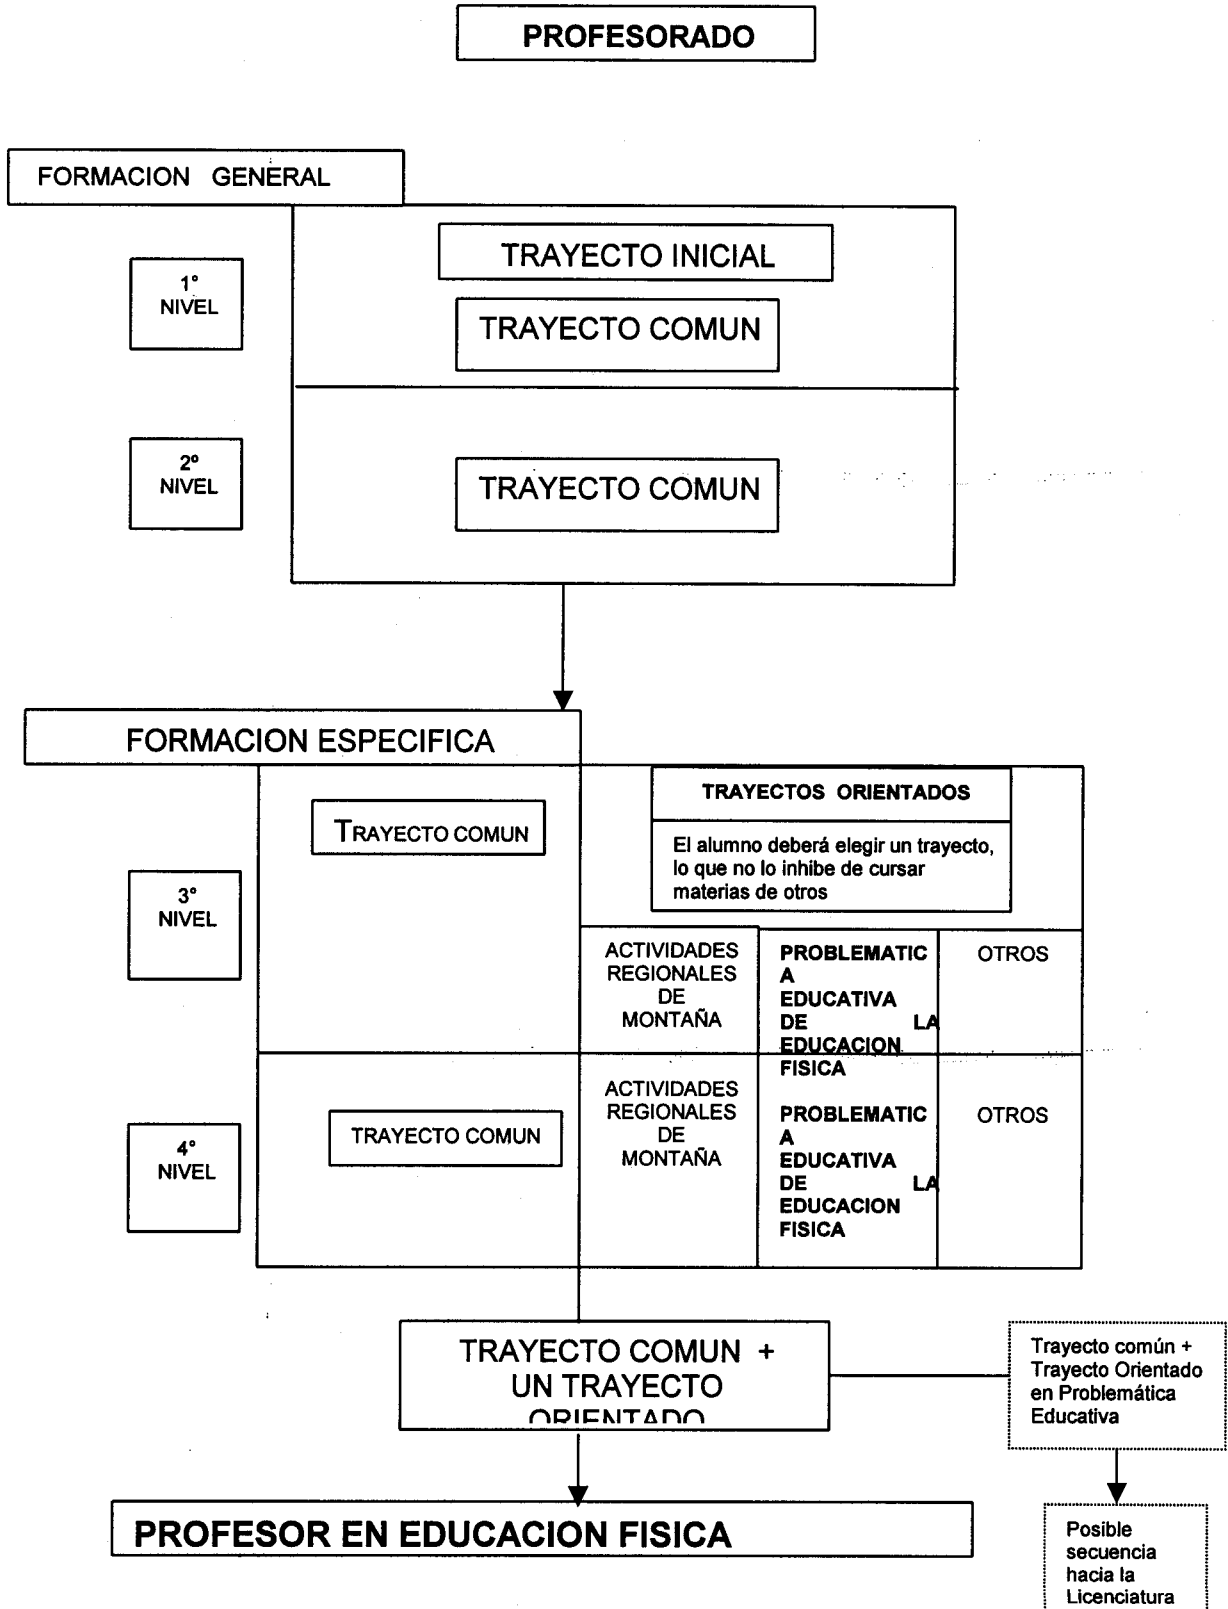 PROFESORADO
FORMACION GENERAL
TRAYECTO INICIAL
1°
NIVEL
TRAYECTO COMUN
2º
NIVEL
TRAYECTO COMUN
FORMACION ESPECIFICA
TRAYECTO COMUN
TRAYECTOS ORIENTADOS
El alumno deberá elegir un trayecto,
lo que no lo inhibe de cursar
materias de otros
3°
NIVEL
ACTIVIDADES
REGIONALES
DE
MONTAÑA
PROBLEMATIC
A
EDUCATIVA
DE LA
EDUCACION
FISICA
OTROS
4°
NIVEL
TRAYECTO COMUN
ACTIVIDADES
REGIONALES
DE
MONTAÑA
PROBLEMATIC
A
EDUCATIVA
DE LA
EDUCACION
FISICA
OTROS
TRAYECTO COMUN +
UN TRAYECTO
ORIENTADO
Trayecto común +
Trayecto Orientado
en Problemática
Educativa
PROFESOR EN EDUCACION FISICA
Posible
secuencia
hacia la
Licenciatura